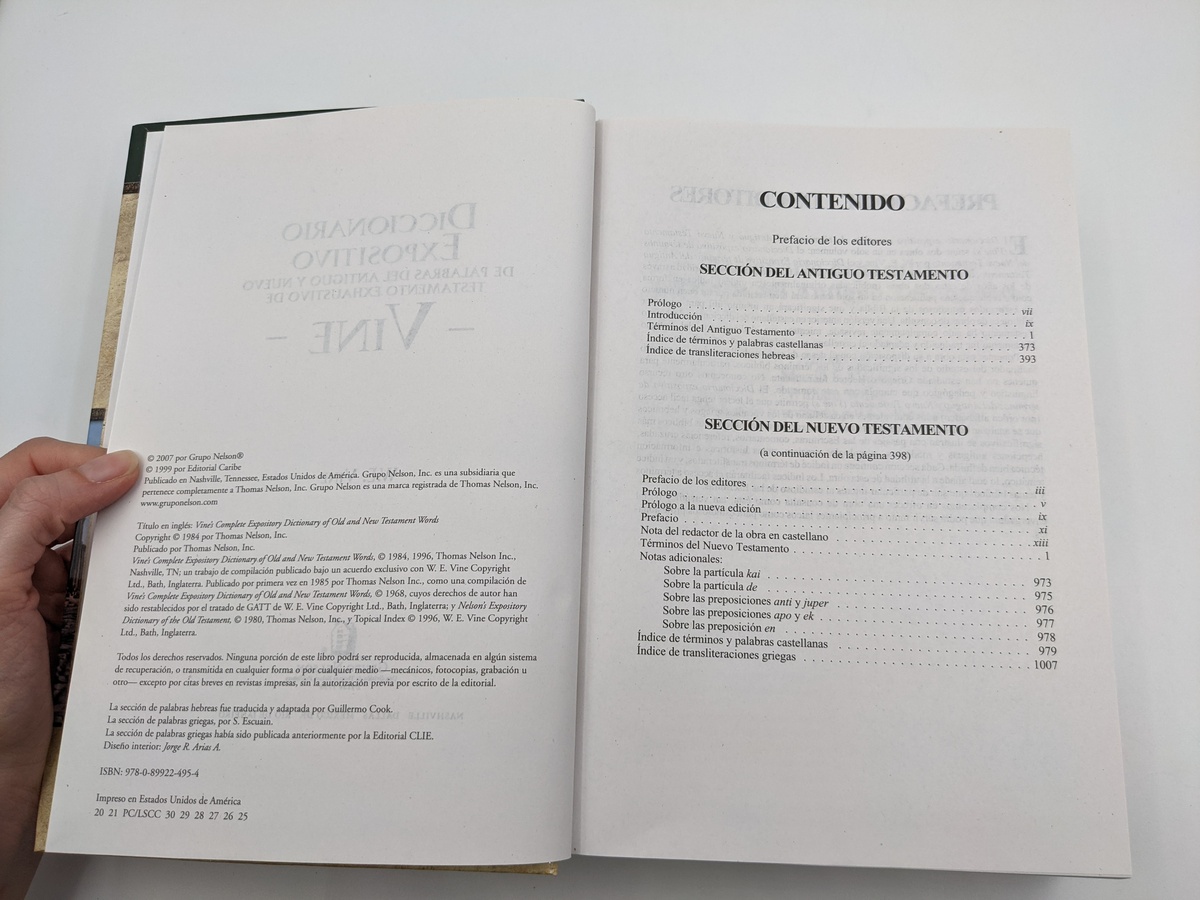 © 2007 por Grupo Nelson®
© 1999 por Editorial Caribe
Publicado en Nashville, Tennessee, Estados Unidos de América. Grupo Nelson, Inc. es una subsidiaria que
pertenece completamente a Thomas Nelson, Inc. Grupo Nelson es una marca registrada de Thomas Nelson, Inc.
www.gruponelson.com
Título en inglés: Vine's Complete Expository Dictionary of Old and New Testament Words
Copyright © 1984 por Thomas Nelson, Inc.
Publicado por Thomas Nelson, Inc.
Vine's Complete Expository Dictionary of Old and New Testament Words, © 1984, 1996, Thomas Nelson Inc.,
Nashville, TN; un trabajo de compilación publicado bajo un acuerdo exclusivo con W. E. Vine Copyright
Ltd., Bath, Inglaterra. Publicado por primera vez en 1985 por Thomas Nelson Inc., como una compilación de
Vine's Complete Expository Dictionary of Old and New Testament Words, © 1968, cuyos derechos de autor han
sido restablecidos por el tratado de GATT de W. E. Vine Copyright Ltd., Bath, Inglaterra; y Nelson's Expository
Dictionary of the Old Testament, © 1980, Thomas Nelson, Inc., y Topical Index © 1996, W. E. Vine Copyright
Ltd., Bath, Inglaterra.
Todos los derechos reservados. Ninguna porción de este libro podrá ser reproducida, almacenada en algún sistema
de recuperación, o transmitida en cualquier forma o por cualquier medio —mecánicos, fotocopias, grabación u
otro— excepto por citas breves en revistas impresas, sin la autorización previa por escrito de la editorial.
La sección de palabras hebreas fue traducida y adaptada por Guillermo Cook.
La sección de palabras griegas, por S. Escuain.
La sección de palabras griegas había sido publicada anteriormente por la Editorial CLIE.
Diseño interior: Jorge R. Arias A.
ISBN: 978-0-89922-495-4
Impreso en Estados Unidos de América
20 21 PC/LSCC 30 29 28 27 26 25
CONTENIDO
Prefacio de los editores
SECCIÓN DEL ANTIGUO TESTAMENTO
Prólogo . . . . . . . . . . vii
Introducción . . . . . . . . . . ix
Términos del Antiguo Testamento . . . . . . . . . . 1
Índice de términos y palabras castellanas . . . . . . . . . . 373
Índice de transliteraciones hebreas . . . . . . . . . . 393
SECCIÓN DEL NUEVO TESTAMENTO
(a continuación de la página 398)
Prefacio de los editores . . . . . . . . . . iii
Prólogo . . . . . . . . . . v
Prólogo a la nueva edición . . . . . . . . . . ix
Prefacio . . . . . . . . . . xi
Nota del redactor de la obra en castellano . . . . . . . . . . xiii
Términos del Nuevo Testamento . . . . . . . . . . 1
Notas adicionales:
Sobre la partícula kai . . . . . . . . . . 973
Sobre la partícula de . . . . . . . . . . 975
Sobre las preposiciones anti y juper . . . . . . . . . . 976
Sobre las preposiciones apo y ek . . . . . . . . . . 977
Sobre la preposición en . . . . . . . . . . 978
Índice de términos y palabras castellanas . . . . . . . . . . 979
Índice de transliteraciones griegas . . . . . . . . . . 1007